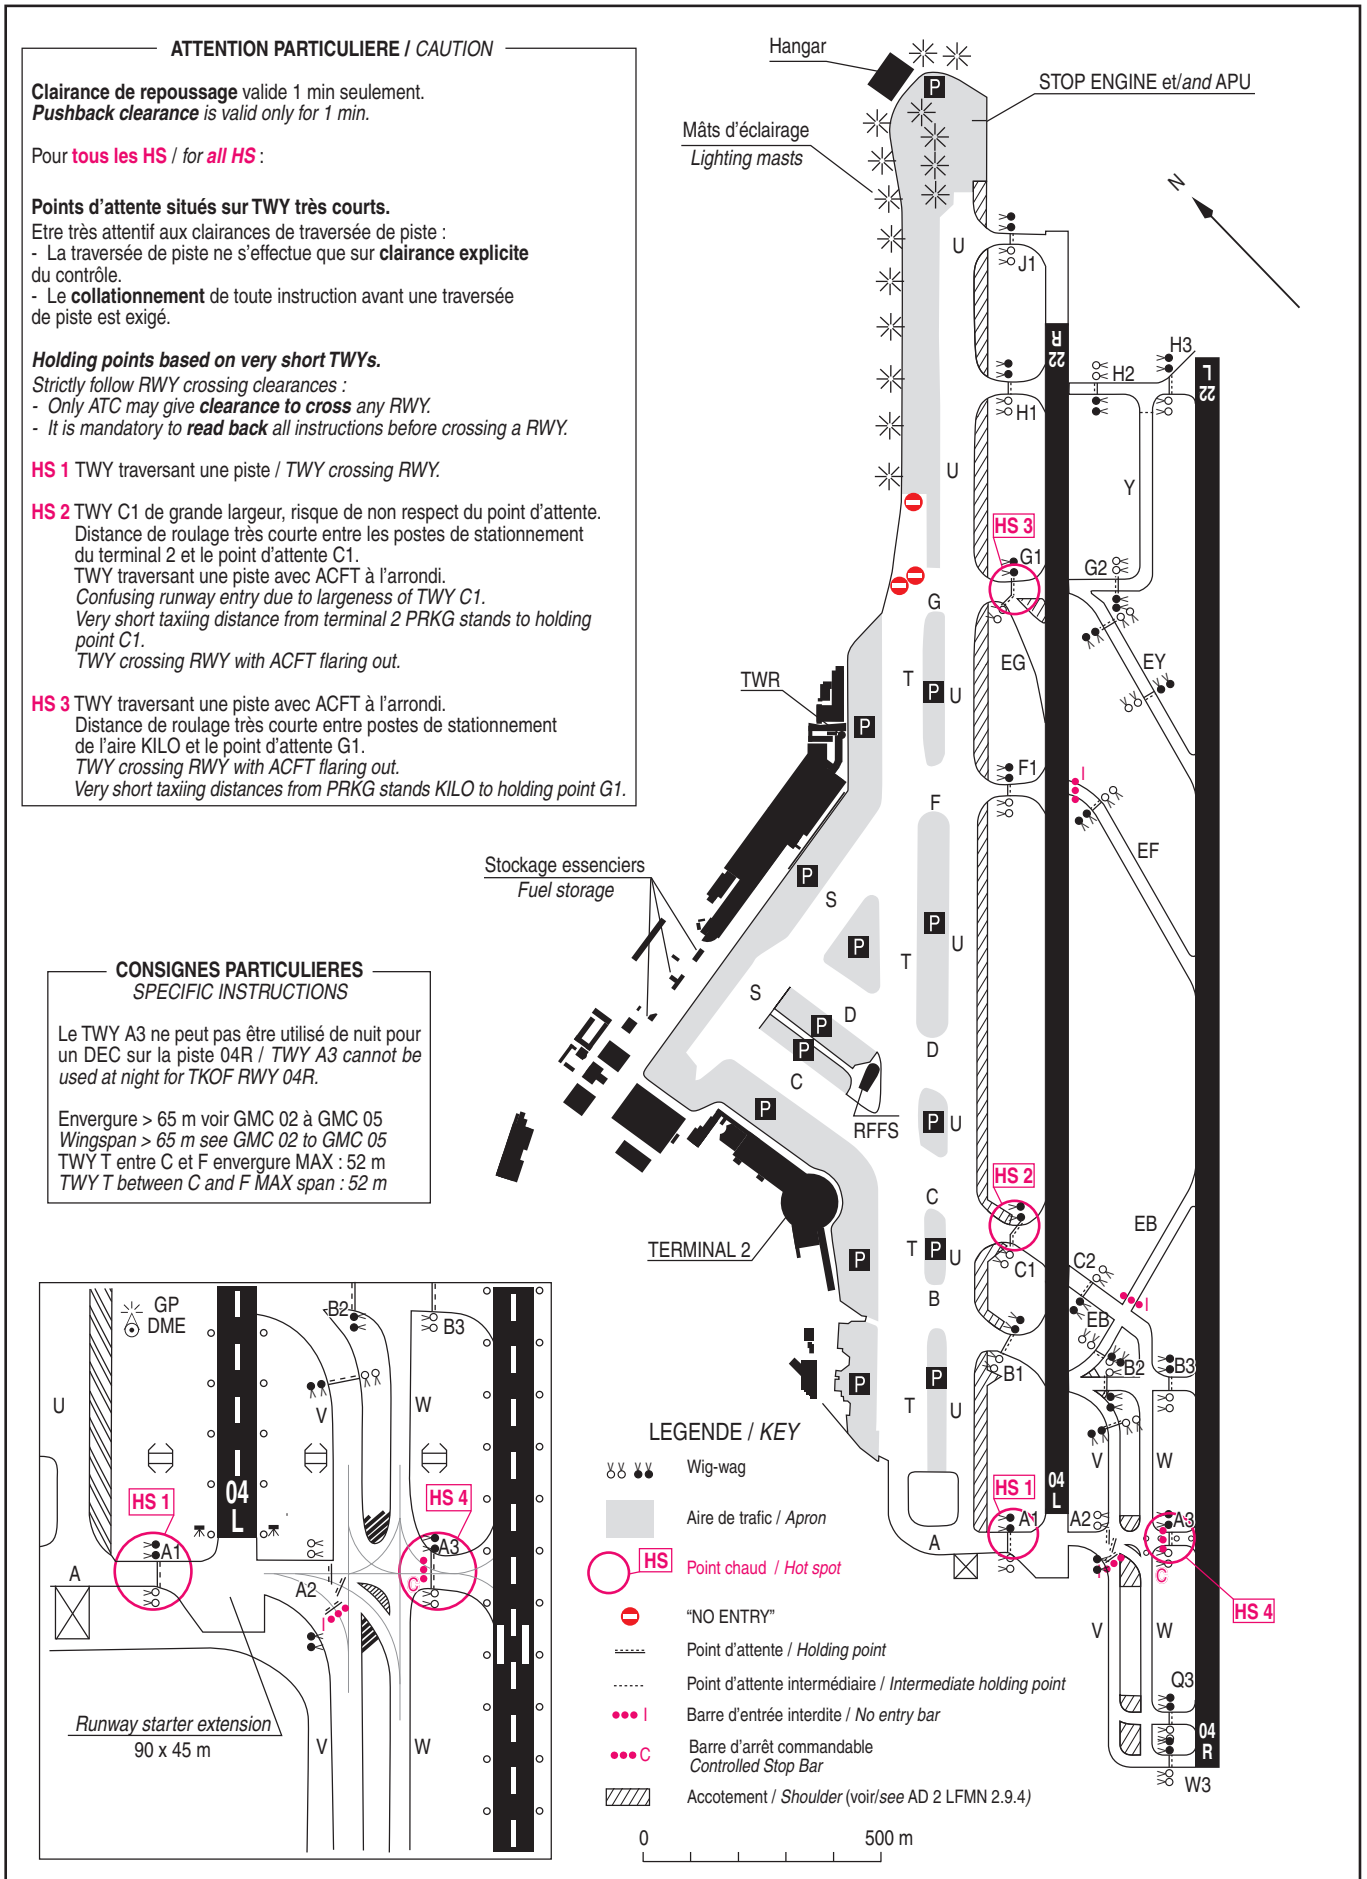 ATTENTION PARTICULIERE / CAUTION
Clairance de repoussage valide 1 min seulement.
Pushback clearance is valid only for 1 min.
Pour tous les HS / for all HS :
Points d'attente situés sur TWY très courts.
Etre très attentif aux clairances de traversée de piste :
- La traversée de piste ne s'effectue que sur clairance explicite
du contrôle.
- Le collationnement de toute instruction avant une traversée
de piste est exigé.
Holding points based on very short TWYs.
Strictly follow RWY crossing clearances :
- Only ATC may give clearance to cross any RWY.
- It is mandatory to read back all instructions before crossing a RWY.
HS 1 TWY traversant une piste / TWY crossing RWY.
HS 2 TWY C1 de grande largeur, risque de non respect du point d'attente.
Distance de roulage très courte entre les postes de stationnement
du terminal 2 et le point d'attente C1.
TWY traversant une piste avec ACFT à l'arrondi.
Confusing runway entry due to largeness of TWY C1.
Very short taxiing distance from terminal 2 PRKG stands to holding
point C1.
TWY crossing RWY with ACFT flaring out.
HS 3 TWY traversant une piste avec ACFT à l'arrondi.
Distance de roulage très courte entre postes de stationnement
de l'aire KILO et le point d'attente G1.
TWY crossing RWY with ACFT flaring out.
Very short taxiing distances from PRKG stands KILO to holding point G1.
CONSIGNES PARTICULIERES
SPECIFIC INSTRUCTIONS
Le TWY A3 ne peut pas être utilisé de nuit pour
un DEC sur la piste 04R / TWY A3 cannot be
used at night for TKOF RWY 04R.
Envergure > 65 m voir GMC 02 à GMC 05
Wingspan > 65 m see GMC 02 to GMC 05
TWY T entre C et F envergure MAX : 52 m
TWY T between C and F MAX span : 52 m
Hangar
P
STOP ENGINE et/and APU
Mâts d'éclairage
Lighting masts
N
U
J1
22
R
H3
H2
22
L
H1
U
Y
HS 3
G1
G2
G
EG
EY
T
P
U
TWR
P
F1
I
F
EF
Stockage essenciers
Fuel storage
P
S
P
U
P
T
S
D
P
P
D
C
P
RFFS
P
U
HS 2
C
EB
TERMINAL 2
P
T
P
U
C1
C2
I
B
EB
B1
B2
B3
P
P
T
U
V
W
HS 1
04
L
A1
A2
A3
A
I
C
HS 4
V
W
Q3
04
R
W3
GP
DME
B2
B3
U
V
W
HS 1
04
L
HS 4
A1
A3
A
A2
C
I
Runway starter extension
90 x 45 m
V
W
LEGENDE / KEY
Wig-wag
Aire de trafic / Apron
HS
Point chaud / Hot spot
“NO ENTRY”
Point d'attente / Holding point
Point d'attente intermédiaire / Intermediate holding point
I
Barre d'entrée interdite / No entry bar
C
Barre d'arrêt commandable
Controlled Stop Bar
Accotement / Shoulder (voir/see AD 2 LFMN 2.9.4)
0
500 m